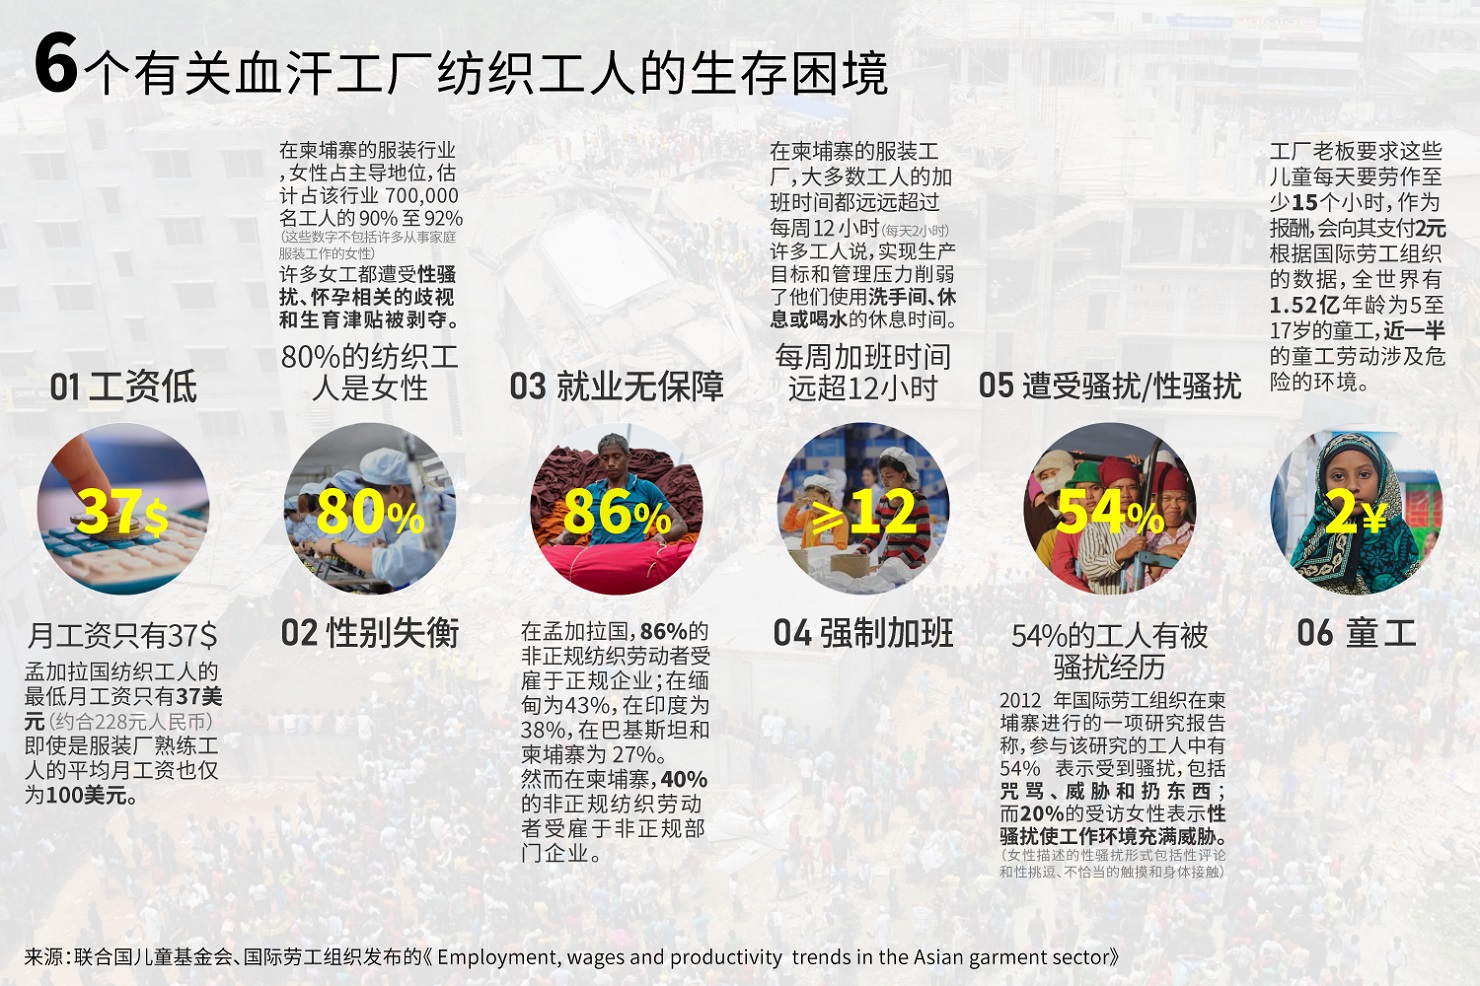 6个有关血汗工厂纺织工人的生存困境
01 工资低
37$
月工资只有37$
孟加拉国纺织工人的
最低月工资只有37美
元（约合228元人民币）
即使是服装厂熟练工
人的平均月工资也仅
为100美元。
在柬埔寨的服装行业
,女性占主导地位,估
计占该行业 700,000
名工人的 90% 至 92%
（这些数字不包括许多从事家庭
服装工作的女性）
许多女工都遭受性骚
扰、怀孕相关的歧视
和生育津贴被剥夺。
80%的纺织工
人是女性
80%
02 性别失衡
03 就业无保障
86%
在孟加拉国,86%的
非正规纺织劳动者受
雇于正规企业;在缅
甸为43%,在印度为
38%,在巴基斯坦和
柬埔寨为 27%。
然而在柬埔寨,40%
的非正规纺织劳动
者受雇于非正规部
门企业。
在柬埔寨的服装工
厂,大多数工人的加
班时间都远远超过
每周12 小时（每天2小时）
许多工人说,实现生产
目标和管理压力削弱
了他们使用洗手间、休
息或喝水的休息时间。
每周加班时间
远超12小时
⩾12
04 强制加班
05 遭受骚扰/性骚扰
54%
54%的工人有被
骚扰经历
2012 年国际劳工组织在柬
埔寨进行的一项研究报告
称,参与该研究的工人中有
54% 表示受到骚扰,包括
咒骂、威胁和扔东西;
而20%的受访女性表示性
骚扰使工作环境充满威胁。
（女性描述的性骚扰形式包括性评论
和性挑逗、不恰当的触摸和身体接触）
工厂老板要求这些
儿童每天要劳作至
少15个小时,作为
报酬,会向其支付2元
根据国际劳工组织
的数据,全世界有
1.52亿年龄为5至
17岁的童工,近一半
的童工劳动涉及危
险的环境。
2¥
06 童工
来源:联合国儿童基金会、国际劳工组织发布的《 Employment, wages and productivity trends in the Asian garment sector》